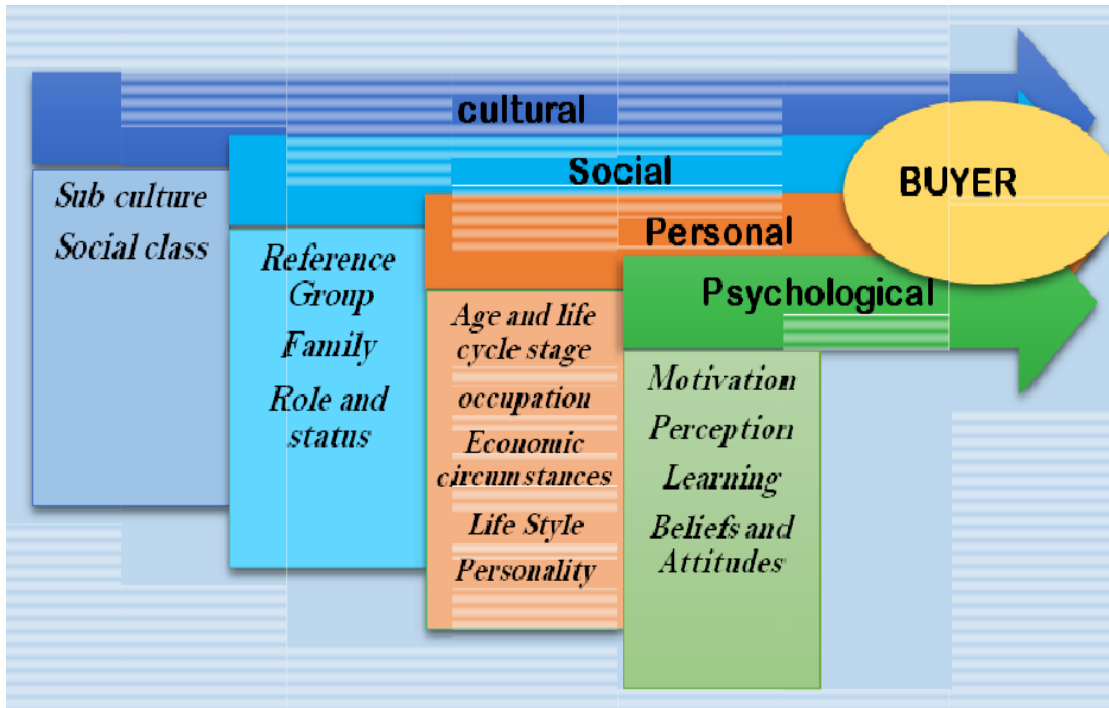 cultural
Sub culture
Social class
Social
Reference
Group
Family
Role and
status
Personal
Age and life
cycle stage
occupation
Economic
circumstances
Life Style
Personality
Psychological
Motivation
Perception
Learning
Beliefs and
Attitudes
BUYER